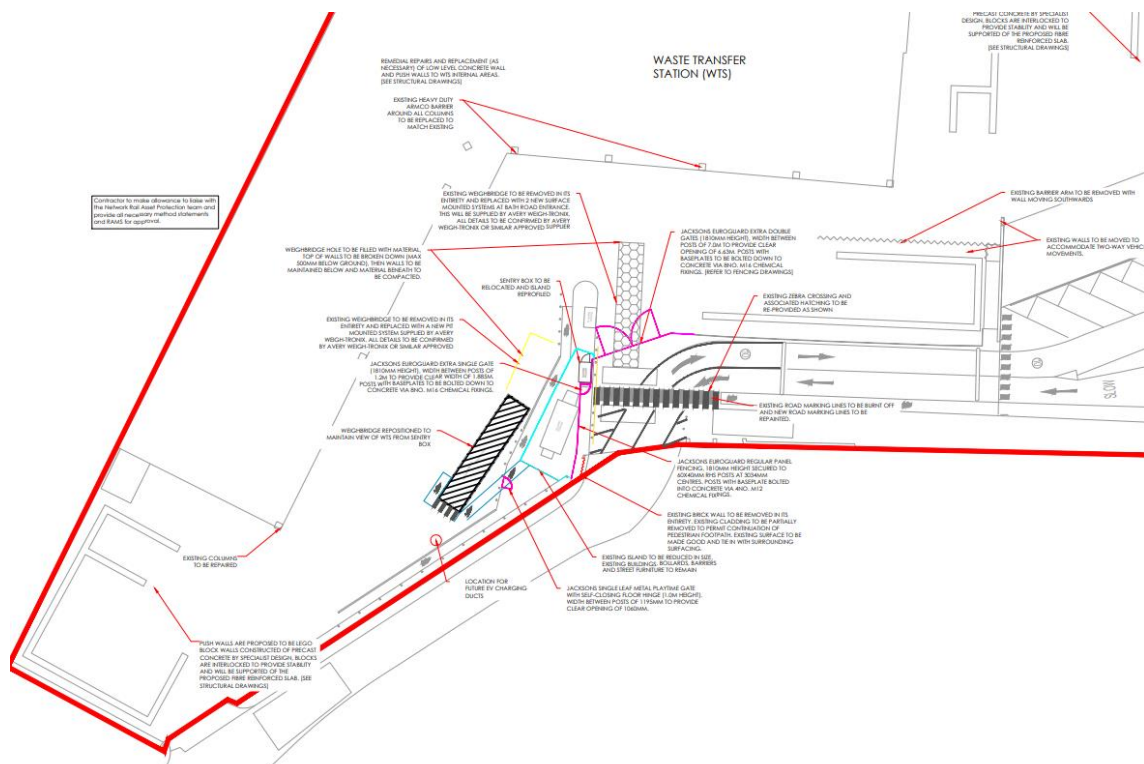 PRECAST CONCRETE BY SPECIALIST
DESIGN. BLOCKS ARE INTERLOCKED TO
PROVIDE STABILITY AND WILL BE
SUPPORTED OF THE PROPOSED FIBRE
REINFORCED SLAB.
[SEE STRUCTURAL DRAWINGS]
WASTE TRANSFER
STATION (WTS)
REMEDIAL REPAIRS AND REPLACEMENT (AS
NECESSARY) OF LOW LEVEL CONCRETE WALL
AND PUSH WALLS TO WTS INTERNAL AREAS.
[SEE STRUCTURAL DRAWINGS]
EXISTING HEAVY DUTY
ARMCO BARRIER
AROUND ALL COLUMNS
TO BE REPLACED TO
MATCH EXISTING
Contractor to make allowance to liase with
the Network Rail Asset Protection team and
provide all necessary method statements
and RAMS for approval.
EXISTING WEIGHBRIDGE TO BE REMOVED IN ITS
ENTIRETY AND REPLACED WITH 2 NEW SURFACE
MOUNTED SYSTEMS AT BATH ROAD ENTRANCE.
THIS WILL BE SUPPLIED BY AVERY WEIGH-TRONIX.
ALL DETAILS TO BE CONFIRMED BY AVERY
WEIGH-TRONIX OR SIMILAR APPROVED SUPPLIER
EXISTING BARRIER ARM TO BE REMOVED WITH
WALL MOVING SOUTHWARDS
JACKSONS EUROGUARD EXTRA DOUBLE
GATES (1810MM HEIGHT). WIDTH BETWEEN
POSTS OF 7.0M TO PROVIDE CLEAR
OPENING OF 6.63M. POSTS WITH
BASEPLATES TO BE BOLTED DOWN TO
CONCRETE VIA 8NO. M16 CHEMICAL
FIXINGS. [REFER TO FENCING DRAWINGS]
EXISTING WALLS TO BE MOVED TO
ACCOMMODATE TWO-WAY VEHIC
MOVEMENTS.
WEIGHBRIDGE HOLE TO BE FILLED WITH MATERIAL,
TOP OF WALLS TO BE BROKEN DOWN (MAX
500MM BELOW GROUND), THEN WALLS TO BE
MAINTAINED BELOW AND MATERIAL BENEATH TO
BE COMPACTED.
SENTRY BOX TO BE
RELOCATED AND ISLAND
REPROFILED
EXISTING ZEBRA CROSSING AND
ASSOCIATED HATCHING TO BE
RE-PROVIDED AS SHOWN
EXISTING WEIGHBRIDGE TO BE REMOVED IN ITS
ENTIRETY AND REPLACED WITH A NEW PIT
MOUNTED SYSTEM SUPPLIED BY AVERY
WEIGH-TRONIX. ALL DETAILS TO BE CONFIRMED
BY AVERY WEIGH-TRONIX OR SIMILAR APPROVED
JACKSONS EUROGUARD EXTRA SINGLE GATE
(1810MM HEIGHT). WIDTH BETWEEN POSTS OF
1.2M TO PROVIDE CLEAR WIDTH OF 1.885M.
POSTS WITH BASEPLATES TO BE BOLTED DOWN TO
CONCRETE VIA 8NO. M16 CHEMICAL FIXINGS.
SLOW
EXISTING ROAD MARKING LINES TO BE BURNT OFF
AND NEW ROAD MARKING LINES TO BE
REPAINTED.
WEIGHBRIDGE REPOSITIONED TO
MAINTAIN VIEW OF WTS FROM SENTRY
BOX
JACKSONS EUROGUARD REGULAR PANEL
FENCING. 1810MM HEIGHT SECURED TO
60X40MM RHS POSTS AT 3034MM
CENTRES. POSTS WITH BASEPLATE BOLTED
INTO CONCRETE VIA 4NO. M12
CHEMICAL FIXINGS.
EXISTING BRICK WALL TO BE REMOVED IN ITS
ENTIRETY. EXISTING CLADDING TO BE PARTIALLY
REMOVED TO PERMIT CONTINUATION OF
PEDESTRIAN FOOTPATH. EXISTING SURFACE TO BE
MADE GOOD AND TIE IN WITH SURROUNDING
SURFACING.
EXISTING COLUMNS
TO BE REPAIRED
EXISTING ISLAND TO BE REDUCED IN SIZE.
EXISTING BUILDINGS, BOLLARDS, BARRIERS
AND STREET FURNITURE TO REMAIN
LOCATION FOR
FUTURE EV CHARGING
DUCTS
JACKSONS SINGLE LEAF METAL PLAYTIME GATE
WITH SELF-CLOSING FLOOR HINGE (1.0M HEIGHT).
WIDTH BETWEEN POSTS OF 1195MM TO PROVIDE
CLEAR OPENING OF 1060MM.
PUSH WALLS ARE PROPOSED TO BE LEGO
BLOCK WALLS CONSTRUCTED OF PRECAST
CONCRETE BY SPECIALIST DESIGN. BLOCKS
ARE INTERLOCKED TO PROVIDE STABILITY
AND WILL BE SUPPORTED OF THE
PROPOSED FIBRE REINFORCED SLAB. [SEE
STRUCTURAL DRAWINGS]